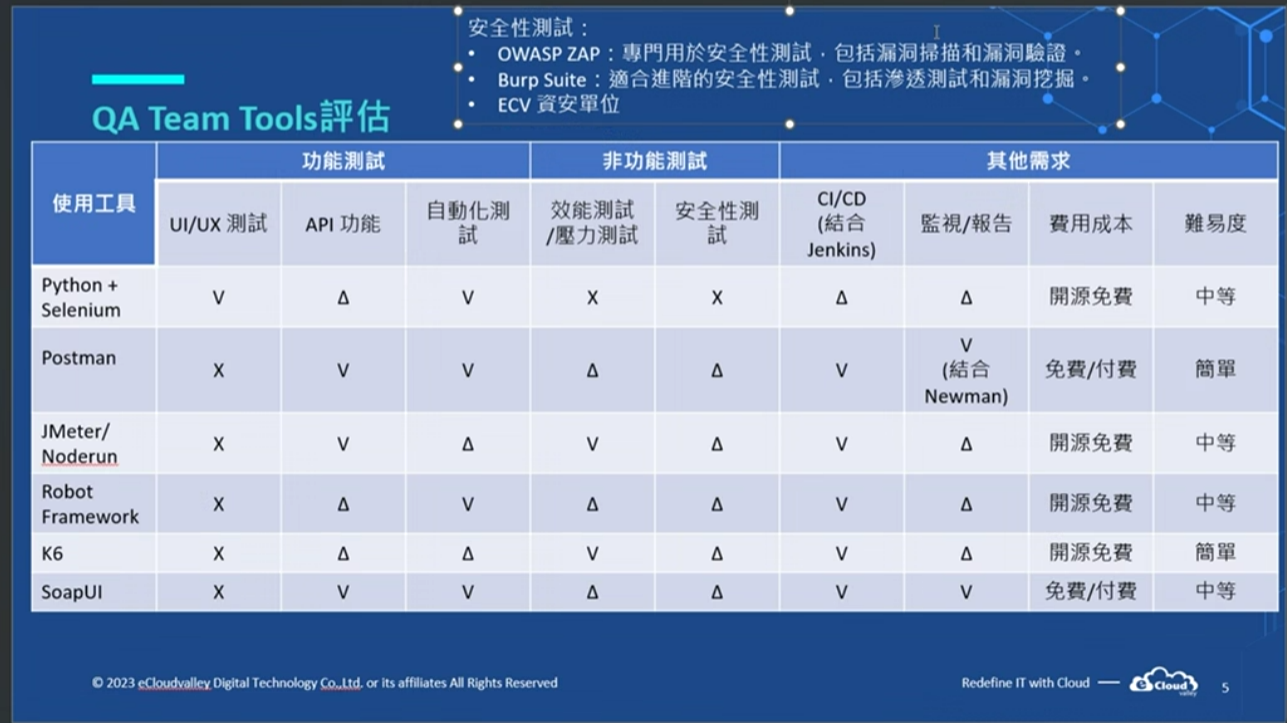 安全性測試：
• OWASP ZAP：專門用於安全性測試，包括漏洞掃描和漏洞驗證。
• Burp Suite：適合進階的安全性測試，包括滲透測試和漏洞挖掘。
• ECV 資安單位
QA Team Tools評估
使用工具 功能測試 非功能測試 其他需求
UI/UX 測試 API 功能 自動化測試 效能測試/壓力測試 安全性測試 CI/CD (結合 Jenkins) 監視/報告 費用成本 難易度
Python + Selenium V Δ V X X Δ Δ 開源免費 中等
Postman X V V Δ Δ V V (結合 Newman) 免費/付費 簡單
JMeter/ Noderun X V Δ V Δ V Δ 開源免費 中等
Robot Framework X Δ V Δ Δ V Δ 開源免費 中等
K6 X Δ Δ V Δ V Δ 開源免費 簡單
SoapUI X V V Δ Δ V V 免費/付費 中等
© 2023 eCloudvalley Digital Technology Co.,Ltd. or its affiliates All Rights Reserved
Redefine IT with Cloud — eCloud valley 5